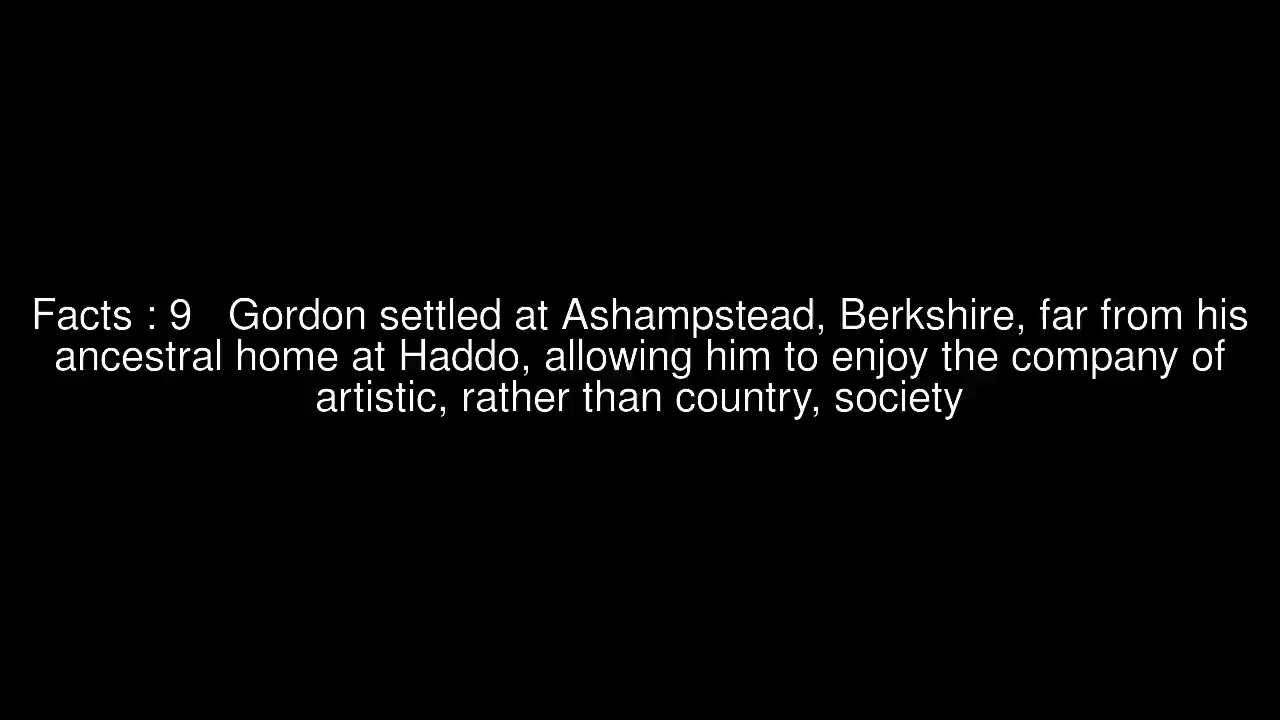 Facts : 9   Gordon settled at Ashampstead, Berkshire, far from his
ancestral home at Haddo, allowing him to enjoy the company of
artistic, rather than country, society